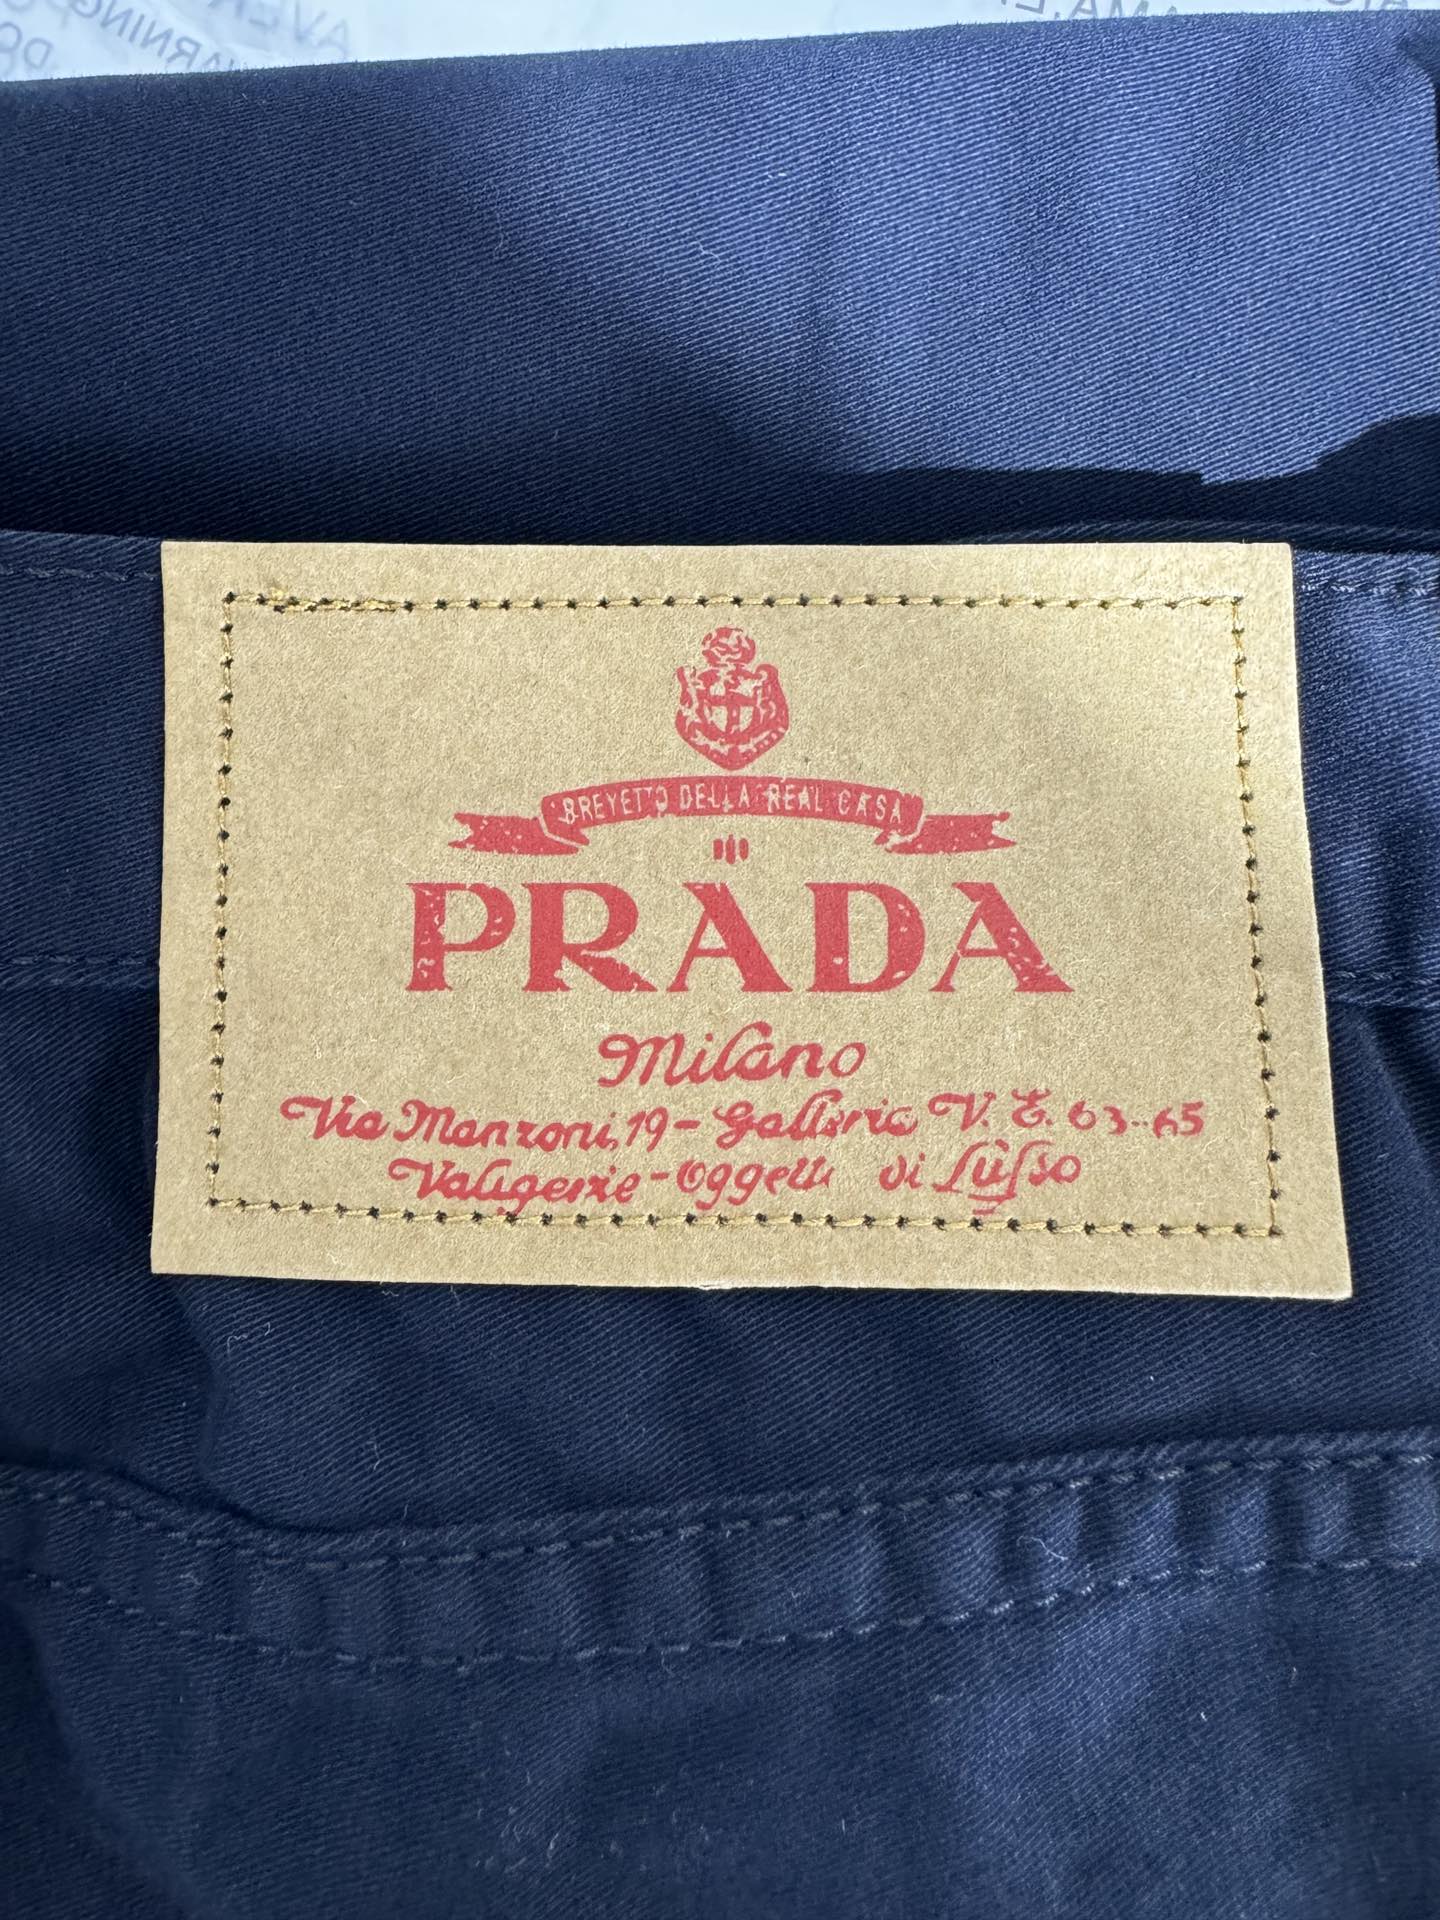 BREVETTO DELLA REAL CASA
PRADA
Milano
Via Manzoni, 19 - Galleria V. E. 63-65
Valigerie - Oggetti di Lusso